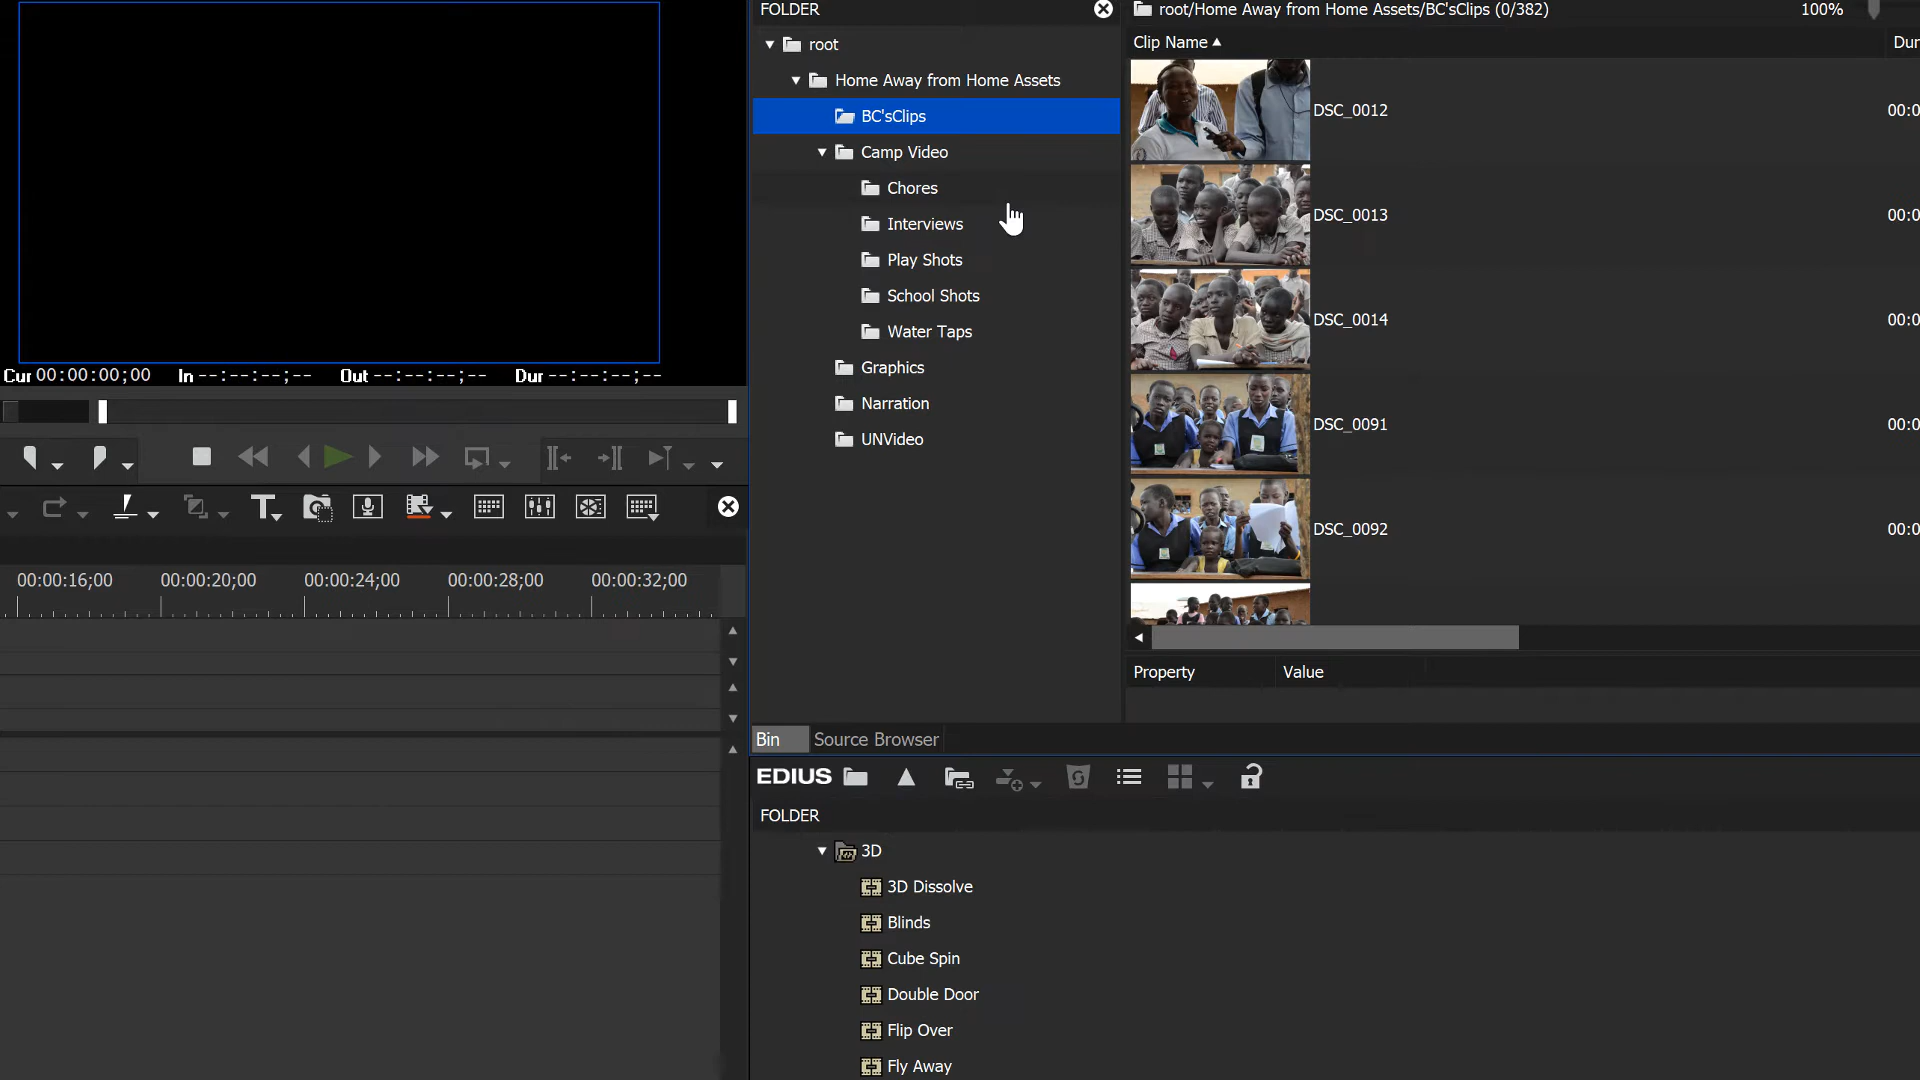 FOLDER
root
Home Away from Home Assets
BC'sClips
Camp Video
Chores
Interviews
Play Shots
School Shots
Water Taps
Graphics
Narration
UNVideo
root/Home Away from Home Assets/BC'sClips (0/382)
100%
Clip Name
Dur
DSC_0012
00:0
DSC_0013
00:0
DSC_0014
00:0
DSC_0091
00:0
DSC_0092
00:0
Property Value
Cur 00:00:00;00 In --:--:--;-- Out --:--:--;-- Dur --:--:--;--
00:00:16;00 00:00:20;00 00:00:24;00 00:00:28;00 00:00:32;00
Bin Source Browser
EDIUS
FOLDER
3D
3D Dissolve
Blinds
Cube Spin
Double Door
Flip Over
Fly Away